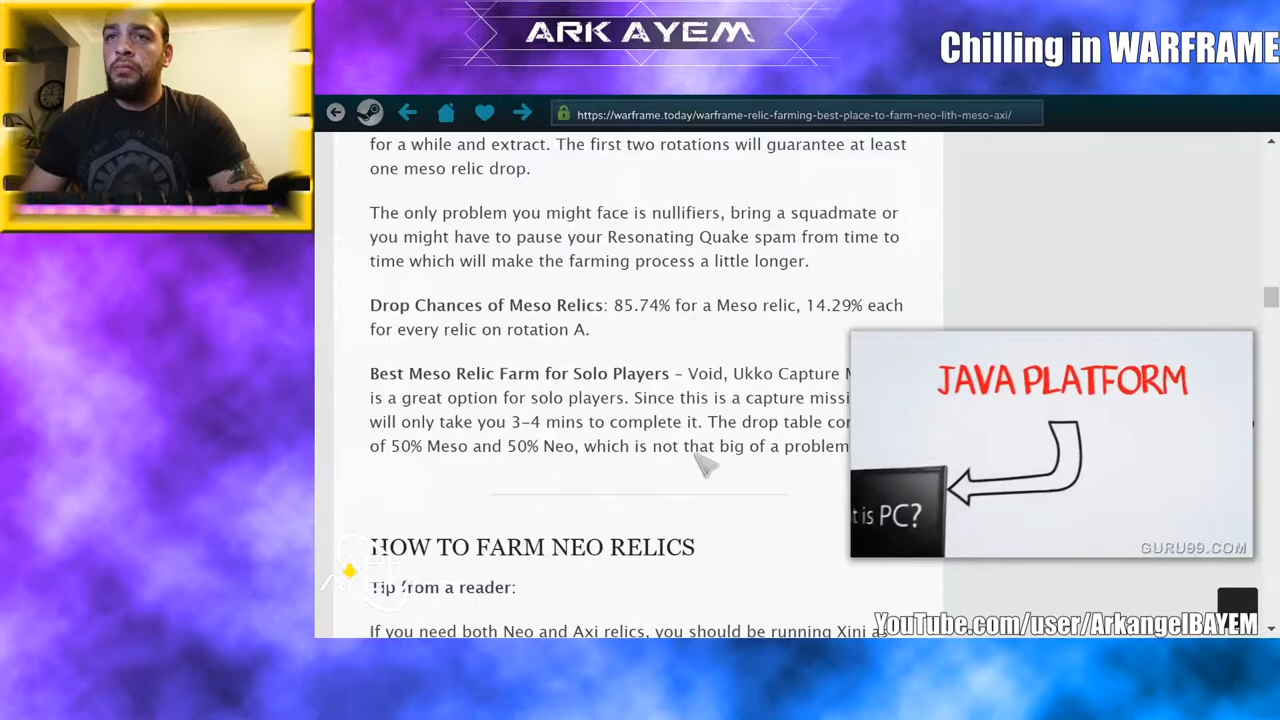 ARK AYEM
Chilling in WARFRAME
https://warframe.today/warframe-relic-farming-best-place-to-farm-neo-lith-meso-axi/
for a while and extract. The first two rotations will guarantee at least
one meso relic drop.
The only problem you might face is nullifiers, bring a squadmate or
you might have to pause your Resonating Quake spam from time to
time which will make the farming process a little longer.
Drop Chances of Meso Relics: 85.74% for a Meso relic, 14.29% each
for every relic on rotation A.
Best Meso Relic Farm for Solo Players – Void, Ukko Capture M
is a great option for solo players. Since this is a capture missi
will only take you 3-4 mins to complete it. The drop table con
of 50% Meso and 50% Neo, which is not that big of a problem
JAVA PLATFORM
t is PC?
GURU99.COM
HOW TO FARM NEO RELICS
Tip from a reader:
If you need both Neo and Axi relics, you should be running Xini as
YouTube.com/user/ArkangelBAYEM